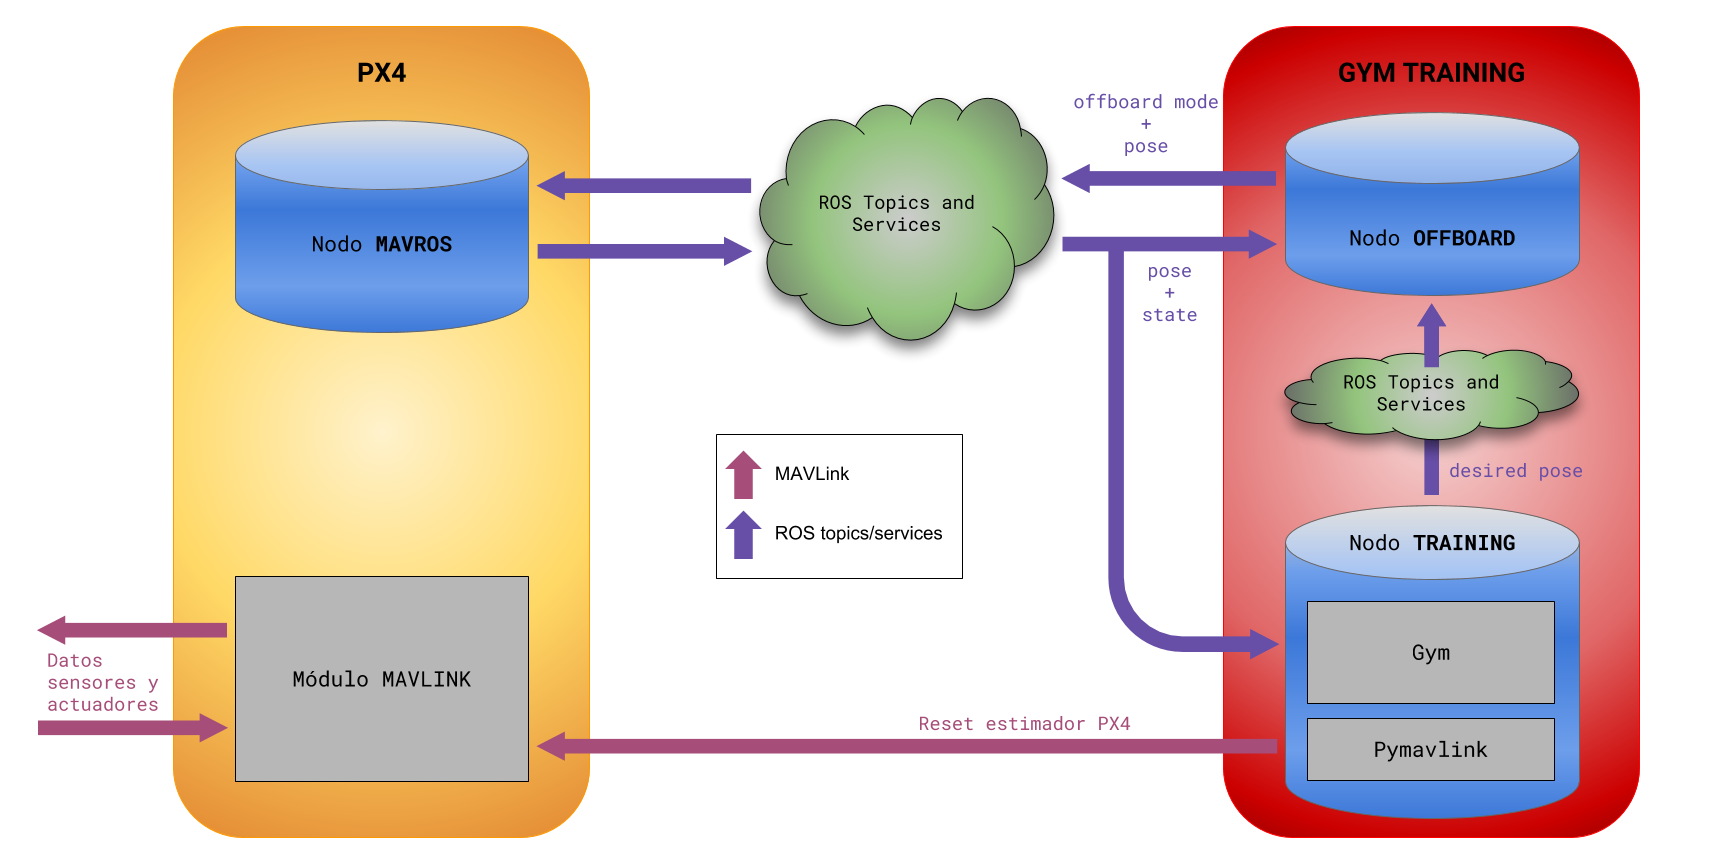 PX4
Nodo MAVROS
Módulo MAVLINK
Datos
sensores y
actuadores
ROS Topics and
Services
MAVLink
ROS topics/services
offboard mode
+
pose
pose
+
state
Reset estimador PX4
GYM TRAINING
Nodo OFFBOARD
ROS Topics and
Services
desired pose
Nodo TRAINING
Gym
Pymavlink